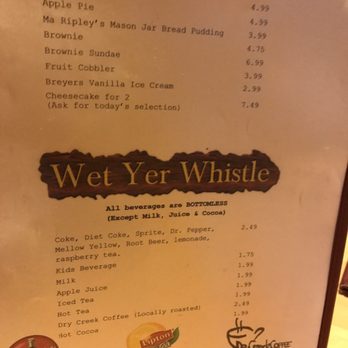 Apple Pie 4.99
Ma Ripley's Mason Jar Bread Pudding 4.99
Brownie 3.99
Brownie Sundae 4.75
Fruit Cobbler 6.99
Breyers Vanilla Ice Cream 3.99
Cheesecake for 2 2.99
(Ask for today's selection) 7.49
Wet Yer Whistle
All beverages are BOTTOMLESS
(Except Milk, Juice & Cocoa)
Coke, Diet Coke, Sprite, Dr. Pepper, 2.49
Mellow Yellow, Root Beer, lemonade,
raspberry tea.
Kids Beverage 1.75
Milk 1.99
Apple Juice 1.99
Iced Tea 1.99
Hot Tea 2.49
Dry Creek Coffee (Locally roasted) 1.99
Hot Cocoa 1.99
Lipton